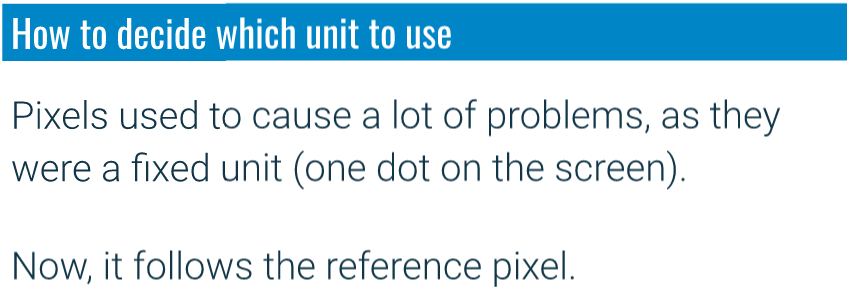 How to decide which unit to use
Pixels used to cause a lot of problems, as they
were a fixed unit (one dot on the screen).
Now, it follows the reference pixel.